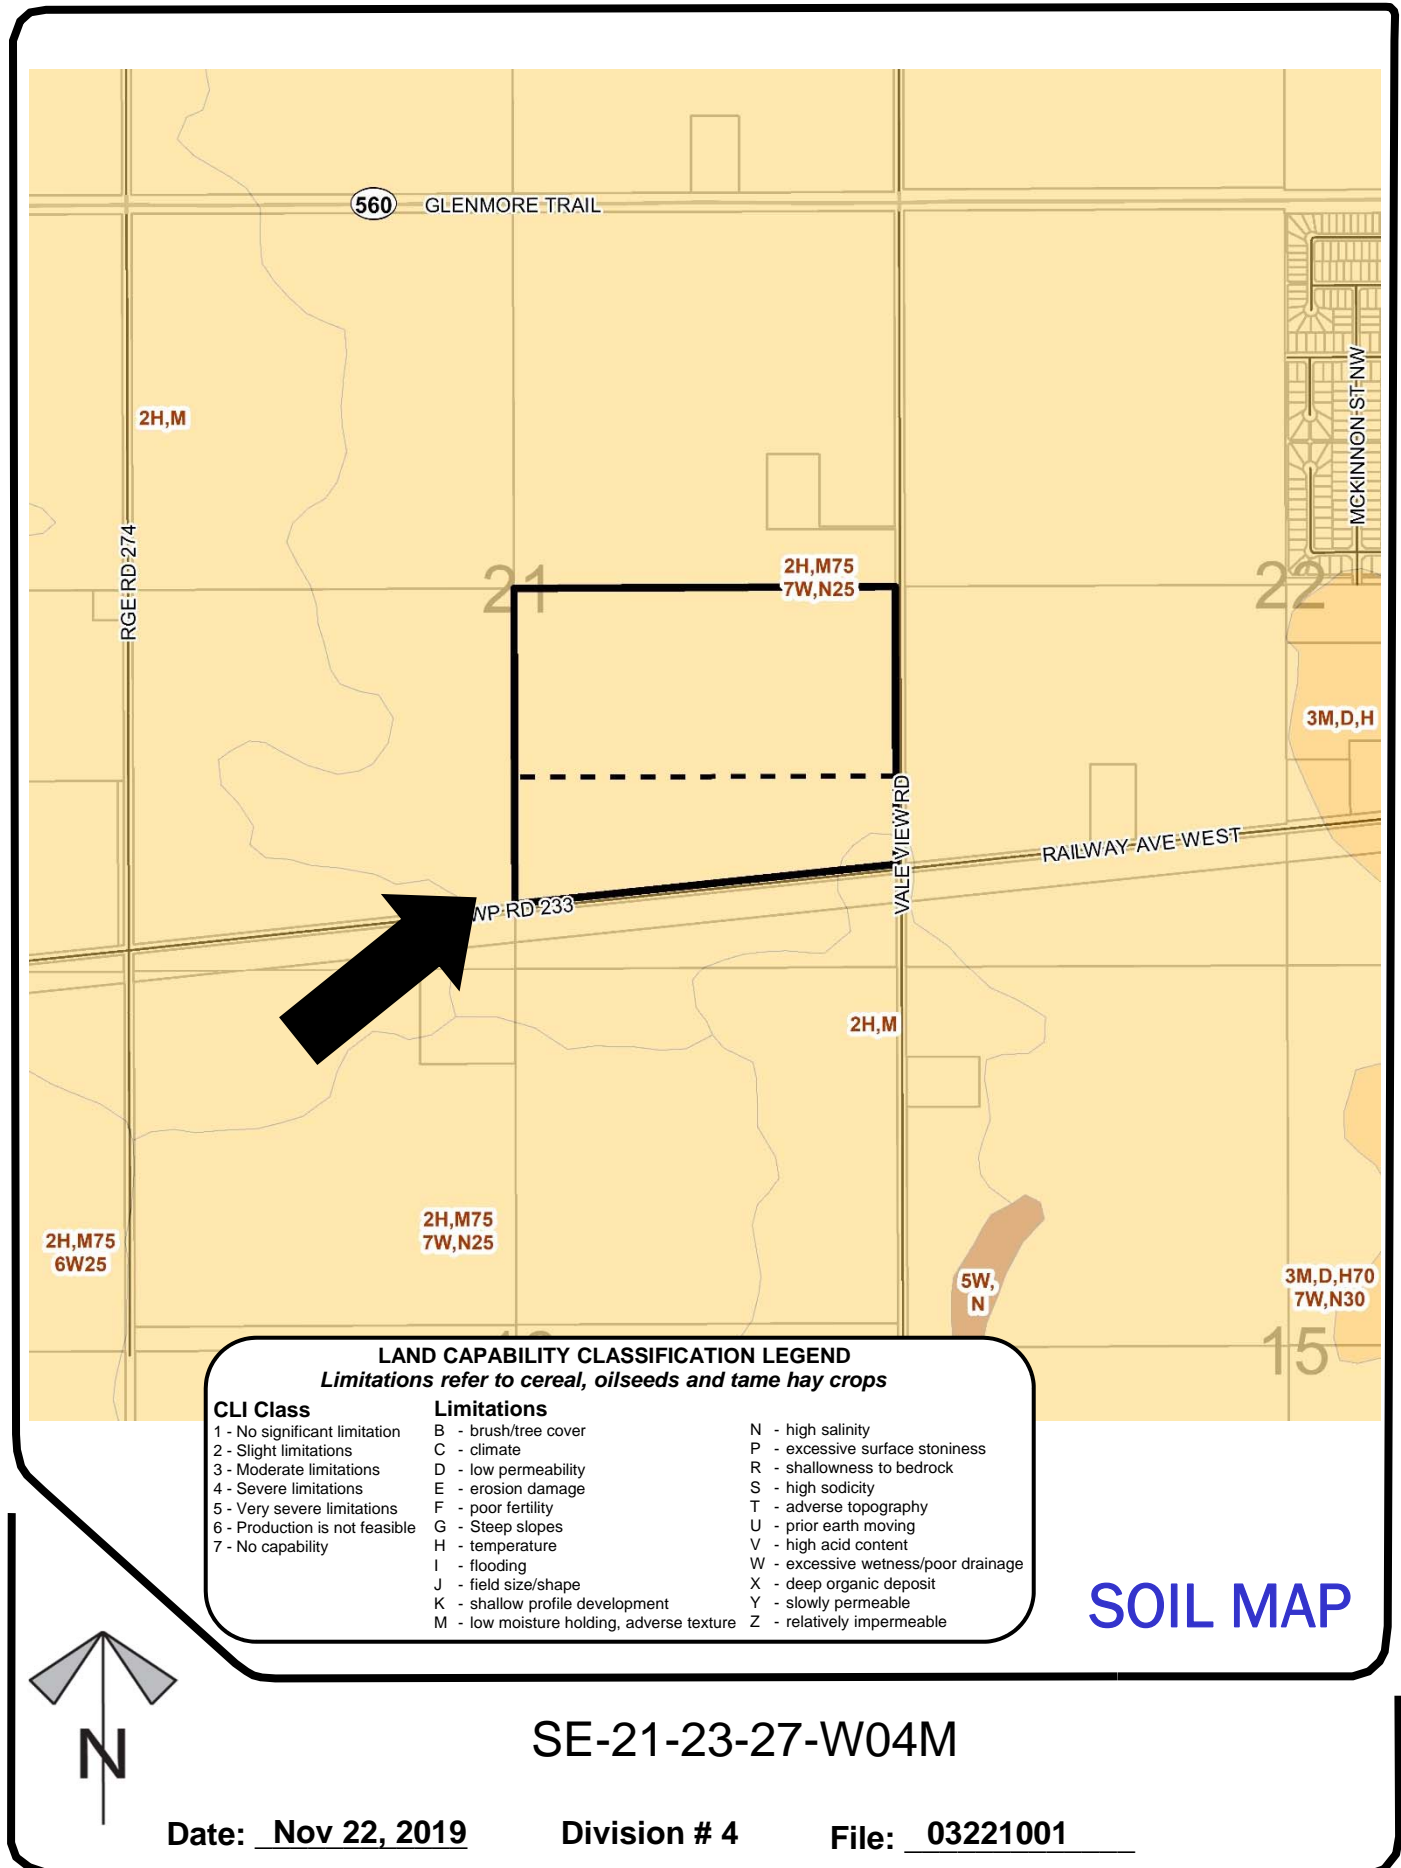 560 GLENMORE TRAIL
MCKINNON ST NW
2H,M
RGE RD 274
21
2H,M75
7W,N25
22
3M,D,H
VALE VIEW RD
RAILWAY AVE WEST
WP RD 233
2H,M
2H,M75
7W,N25
2H,M75
6W25
5W,
N
3M,D,H70
7W,N30
15
LAND CAPABILITY CLASSIFICATION LEGEND
Limitations refer to cereal, oilseeds and tame hay crops
CLI Class
1 - No significant limitation
2 - Slight limitations
3 - Moderate limitations
4 - Severe limitations
5 - Very severe limitations
6 - Production is not feasible
7 - No capability
Limitations
B - brush/tree cover
C - climate
D - low permeability
E - erosion damage
F - poor fertility
G - Steep slopes
H - temperature
I - flooding
J - field size/shape
K - shallow profile development
M - low moisture holding, adverse texture
N - high salinity
P - excessive surface stoniness
R - shallowness to bedrock
S - high sodicity
T - adverse topography
U - prior earth moving
V - high acid content
W - excessive wetness/poor drainage
X - deep organic deposit
Y - slowly permeable
Z - relatively impermeable
SOIL MAP
N
SE-21-23-27-W04M
Date: Nov 22, 2019 Division # 4 File: 03221001